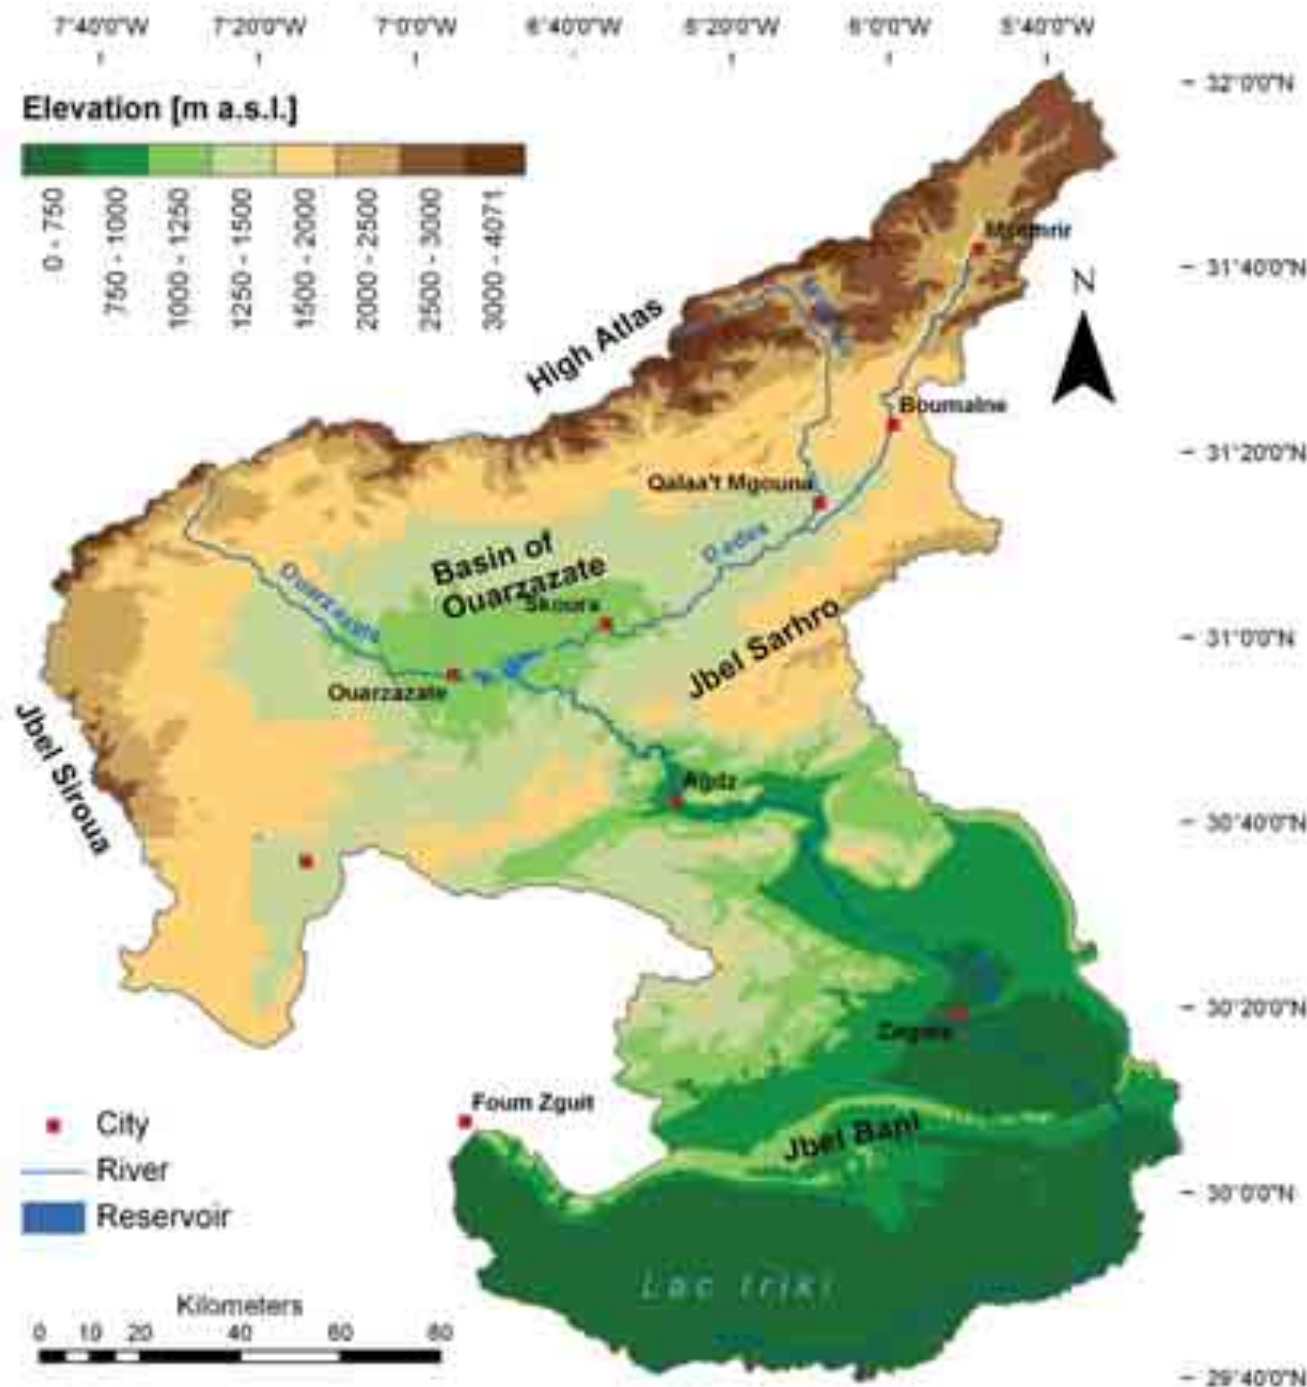 7°40'0"W 7°20'0"W 7°0'0"W 6°40'0"W 6°20'0"W 6°0'0"W 5°40'0"W
Elevation [m a.s.l.]
0 - 750
750 - 1000
1000 - 1250
1250 - 1500
1500 - 2000
2000 - 2500
2500 - 3000
3000 - 4071
32°0'0"N
31°40'0"N
N
High Atlas
Boumalne
31°20'0"N
Qalaa't Mgouna
Dades
Basin of
Ouarzazate
Skoura
Ouarzazate
31°0'0"N
Jbel Sarhro
Ouarzazate
Jbel Siroua
Agdz
30°40'0"N
30°20'0"N
Zagora
Foum Zguit
Jbel Bani
30°0'0"N
City
River
Reservoir
Lac Iriki
Kilometers
0 10 20 40 60 80
29°40'0"N